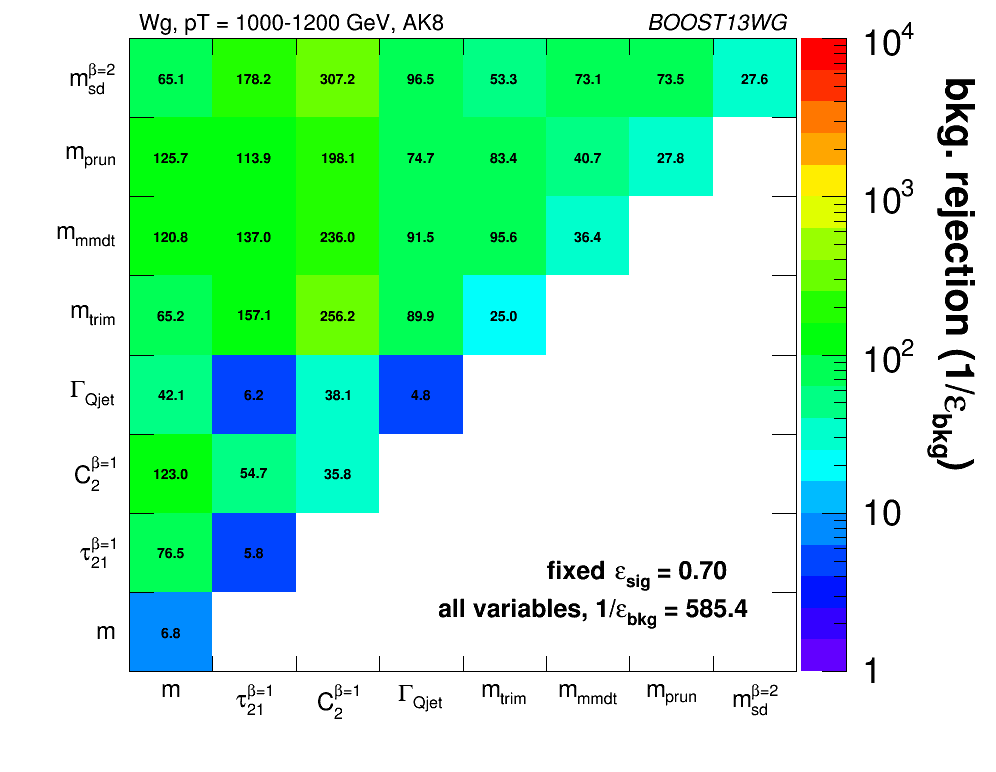 Wg, pT = 1000-1200 GeV, AK8 BOOST13WG
m_sd^β=2 65.1 178.2 307.2 96.5 53.3 73.1 73.5 27.6
m_prun 125.7 113.9 198.1 74.7 83.4 40.7 27.8
m_mmdt 120.8 137.0 236.0 91.5 95.6 36.4
m_trim 65.2 157.1 256.2 89.9 25.0
Γ_Qjet 42.1 6.2 38.1 4.8
C_2^β=1 123.0 54.7 35.8
τ_21^β=1 76.5 5.8
m 6.8
fixed ε_sig = 0.70
all variables, 1/ε_bkg = 585.4
m τ_21^β=1 C_2^β=1 Γ_Qjet m_trim m_mmdt m_prun m_sd^β=2
10^4
10^3
10^2
10
1
bkg. rejection (1/ε_bkg)